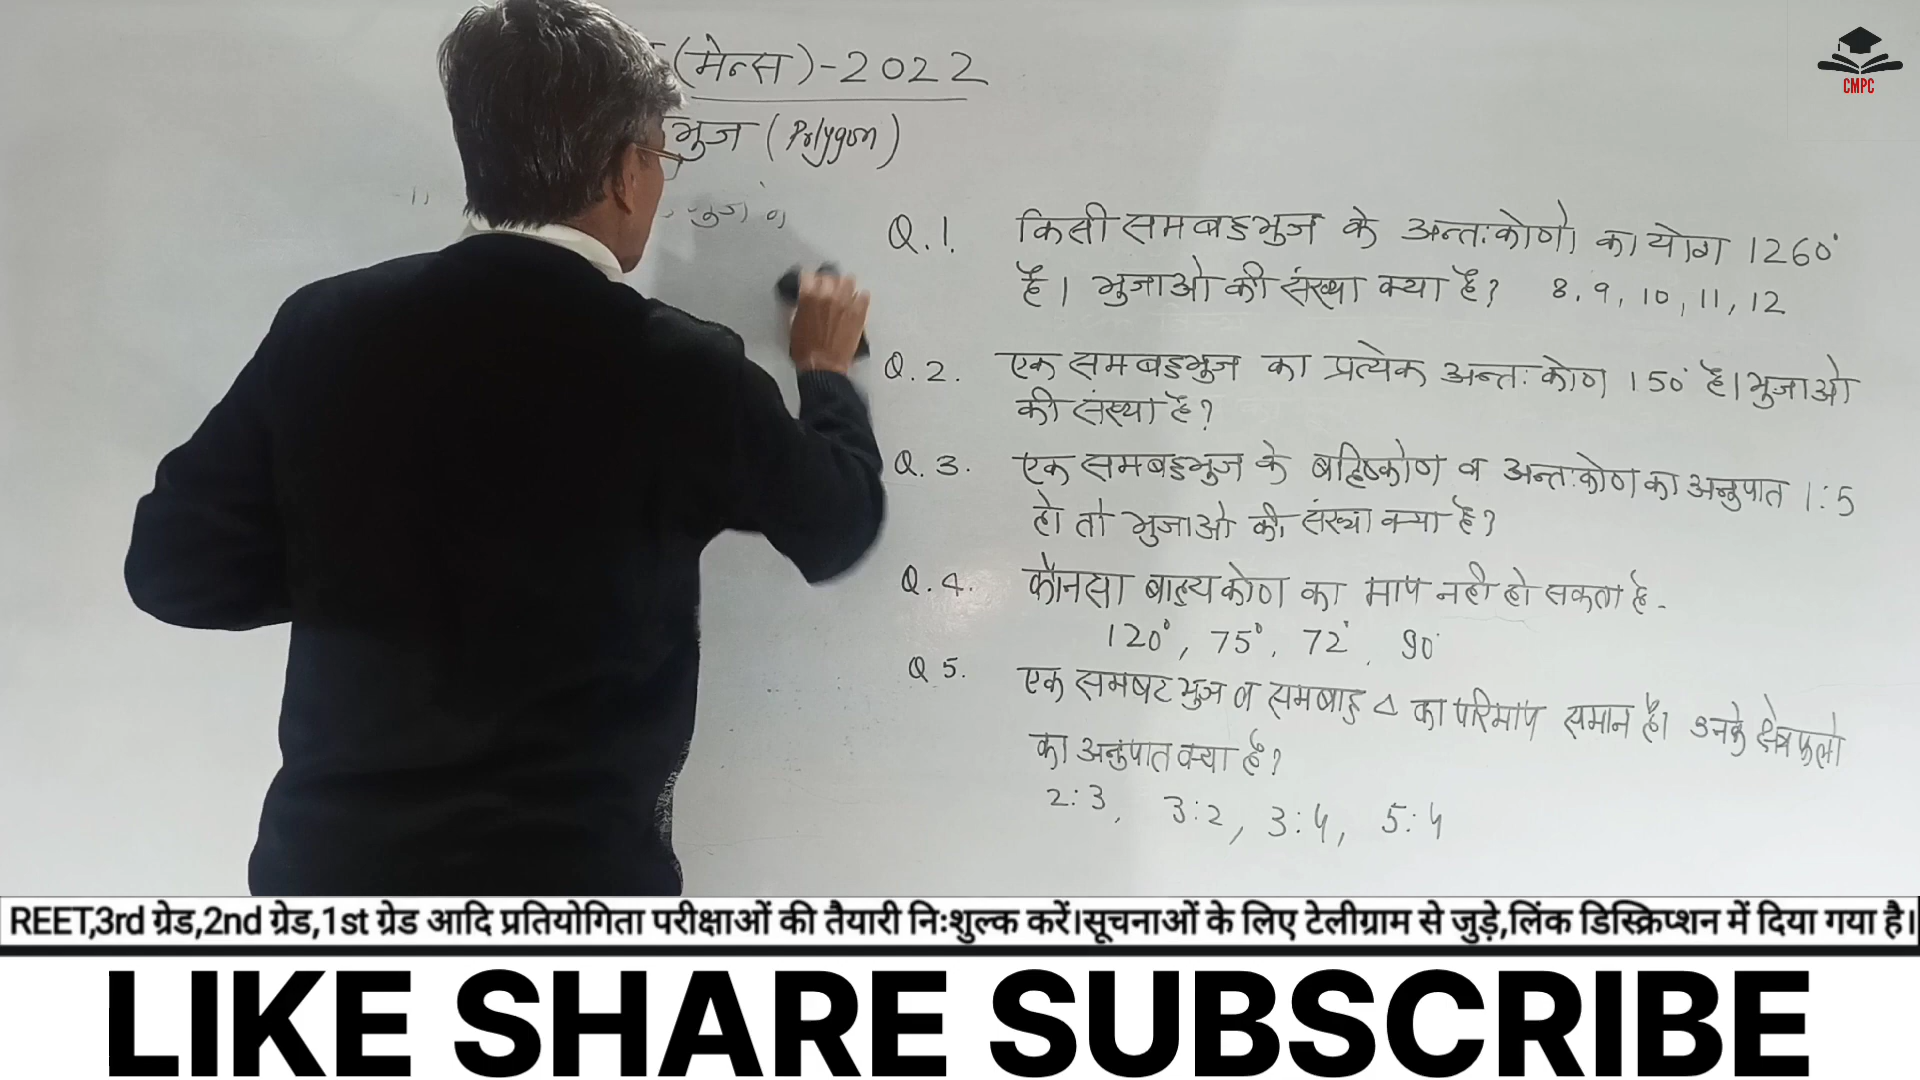 (मेन्स)-2022
भुज (Polygon)
CMPC
Q.1. किसी समबहुभुज के अन्तःकोणो का योग 1260°
है। भुजाओ की संख्या क्या है? 8, 9, 10, 11, 12
Q.2. एक समबहुभुज का प्रत्येक अन्तःकोण 150° है। भुजाओ
की संख्या है?
Q.3. एक समबहुभुज के बहिष्कोण व अन्तःकोण का अनुपात 1:5
हो तो भुजाओ की संख्या क्या है?
Q.4. कौनसा बाह्य कोण का माप नही हो सकता है-
120°, 75°, 72°, 90°
Q5. एक समषटभुज व समबाहु Δ का परिमाप समान है। उनके क्षेत्रफलो
का अनुपात क्या है?
2:3, 3:2, 3:4, 5:4
REET,3rd ग्रेड,2nd ग्रेड,1st ग्रेड आदि प्रतियोगिता परीक्षाओं की तैयारी निःशुल्क करें।सूचनाओं के लिए टेलीग्राम से जुड़े,लिंक डिस्क्रिप्शन में दिया गया है।
LIKE SHARE SUBSCRIBE